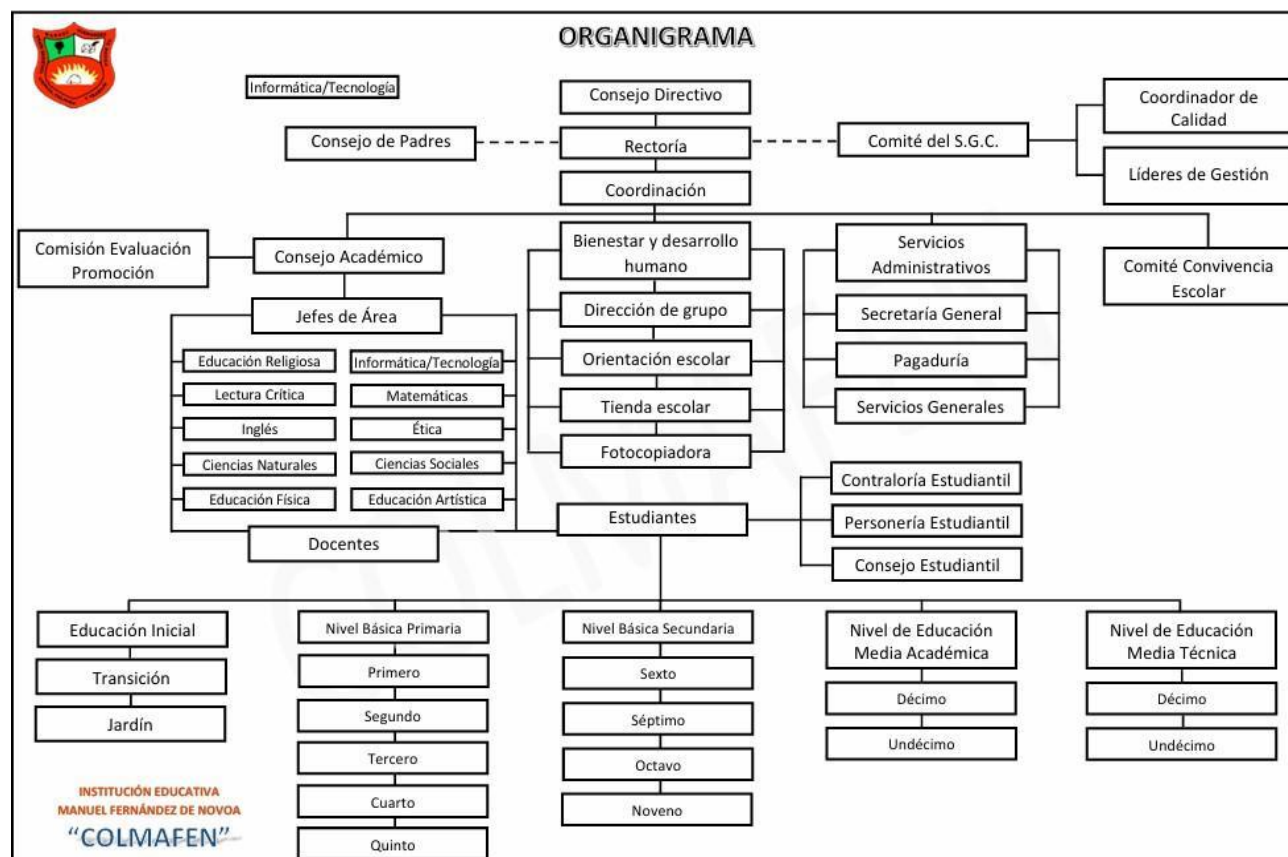 ORGANIGRAMA
Informática/Tecnología
Consejo Directivo
Coordinador de
Calidad
Consejo de Padres
Rectoría
Comité del S.G.C.
Líderes de Gestión
Coordinación
Comisión Evaluación
Promoción
Consejo Académico
Bienestar y desarrollo
humano
Servicios
Administrativos
Comité Convivencia
Escolar
Jefes de Área
Dirección de grupo
Secretaría General
Educación Religiosa
Informática/Tecnología
Orientación escolar
Pagaduría
Lectura Crítica
Matemáticas
Tienda escolar
Servicios Generales
Inglés
Ética
Fotocopiadora
Ciencias Naturales
Ciencias Sociales
Educación Física
Educación Artística
Contraloría Estudiantil
Estudiantes
Personería Estudiantil
Docentes
Consejo Estudiantil
Educación Inicial
Transición
Jardín
Nivel Básica Primaria
Primero
Segundo
Tercero
Cuarto
Quinto
Nivel Básica Secundaria
Sexto
Séptimo
Octavo
Noveno
Nivel de Educación
Media Académica
Décimo
Undécimo
Nivel de Educación
Media Técnica
Décimo
Undécimo
INSTITUCIÓN EDUCATIVA
MANUEL FERNÁNDEZ DE NOVOA
"COLMAFEN"